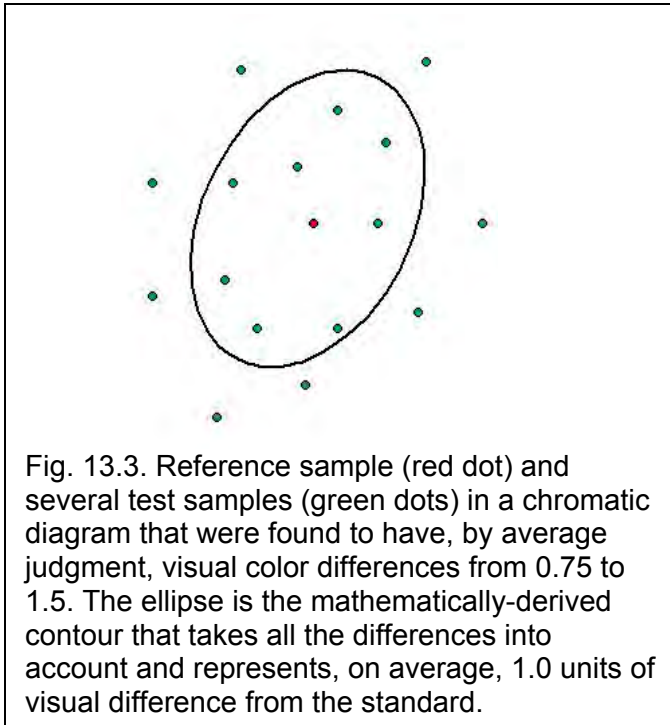 Fig. 13.3. Reference sample (red dot) and
several test samples (green dots) in a chromatic
diagram that were found to have, by average
judgment, visual color differences from 0.75 to
1.5. The ellipse is the mathematically-derived
contour that takes all the differences into
account and represents, on average, 1.0 units of
visual difference from the standard.